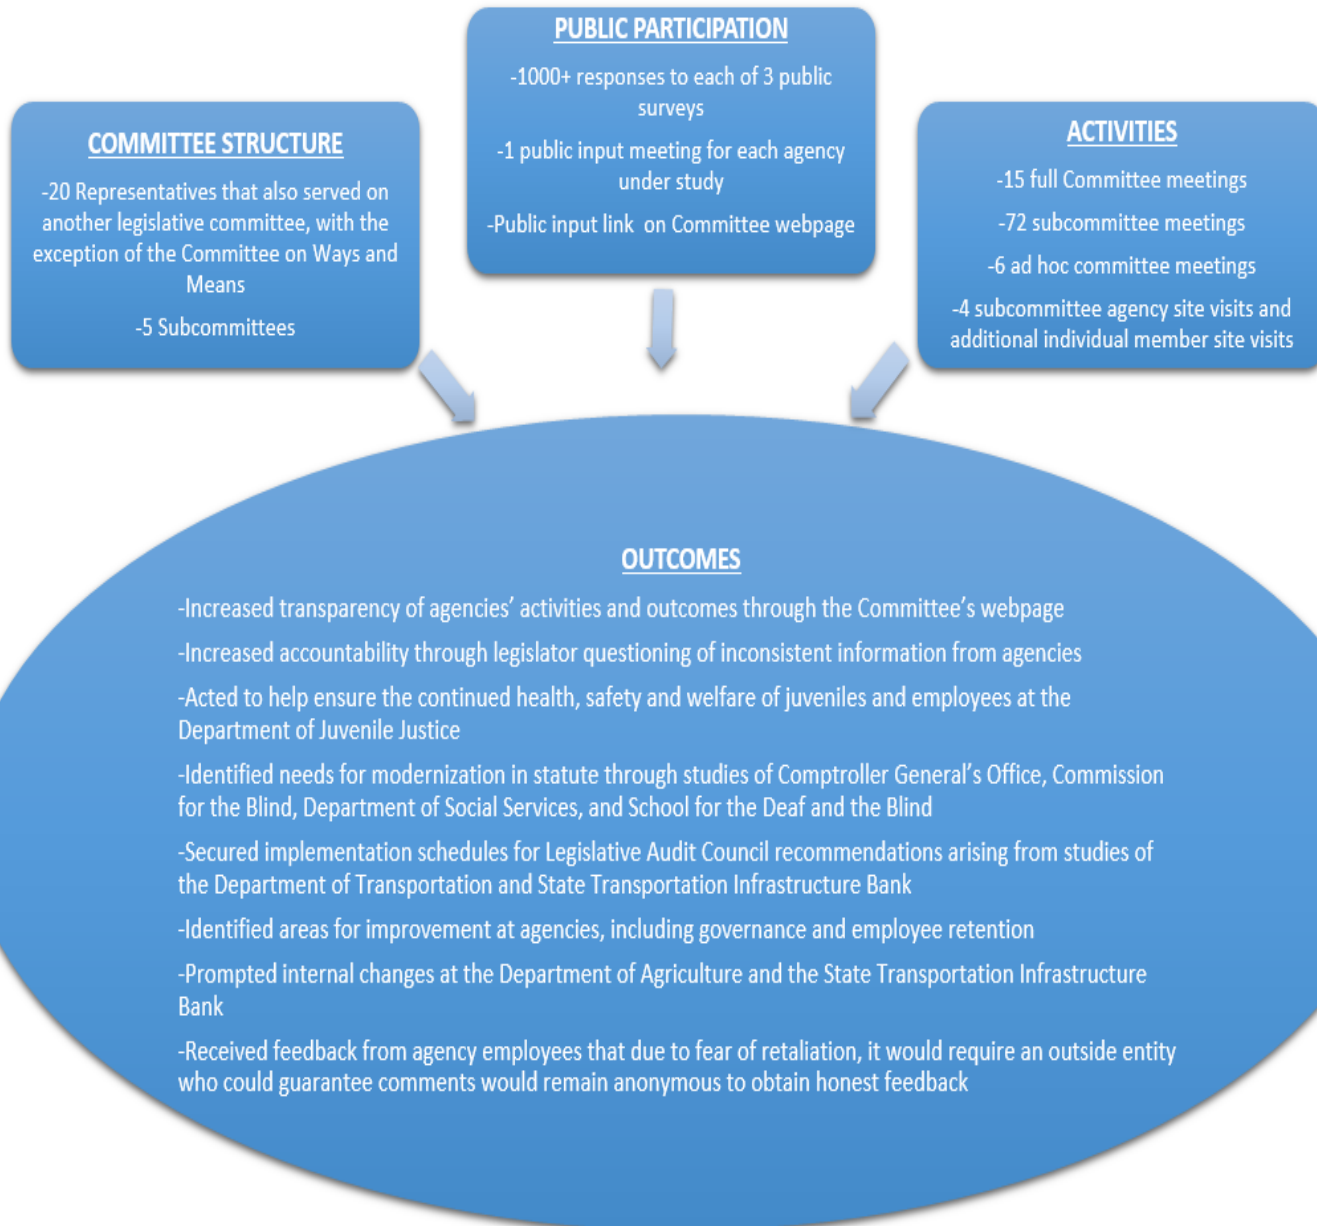 PUBLIC PARTICIPATION
-1000+ responses to each of 3 public
surveys
-1 public input meeting for each agency
under study
-Public input link  on Committee webpage
COMMITTEE STRUCTURE
-20 Representatives that also served on
another legislative committee, with the
exception of the Committee on Ways and
Means
-5 Subcommittees
ACTIVITIES
-15 full Committee meetings
-72 subcommittee meetings
-6 ad hoc committee meetings
-4 subcommittee agency site visits and
additional individual member site visits
OUTCOMES
-Increased transparency of agencies’ activities and outcomes through the Committee’s webpage
-Increased accountability through legislator questioning of inconsistent information from agencies
-Acted to help ensure the continued health, safety and welfare of juveniles and employees at the
Department of Juvenile Justice
-Identified needs for modernization in statute through studies of Comptroller General’s Office, Commission
for the Blind, Department of Social Services, and School for the Deaf and the Blind
-Secured implementation schedules for Legislative Audit Council recommendations arising from studies of
the Department of Transportation and State Transportation Infrastructure Bank
-Identified areas for improvement at agencies, including governance and employee retention
-Prompted internal changes at the Department of Agriculture and the State Transportation Infrastructure
Bank
-Received feedback from agency employees that due to fear of retaliation, it would require an outside entity
who could guarantee comments would remain anonymous to obtain honest feedback